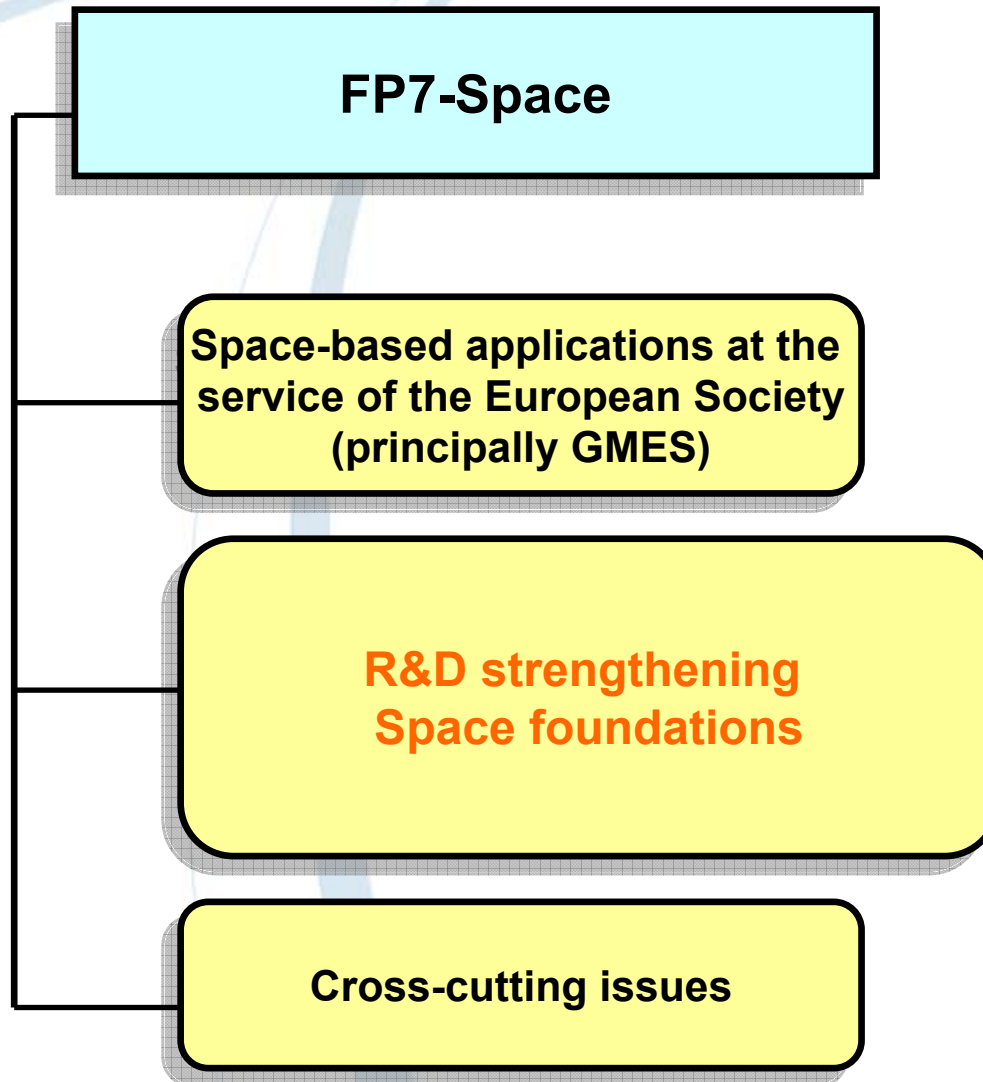 FP7-Space
Space-based applications at the
service of the European Society
(principally GMES)
R&D strengthening
Space foundations
Cross-cutting issues